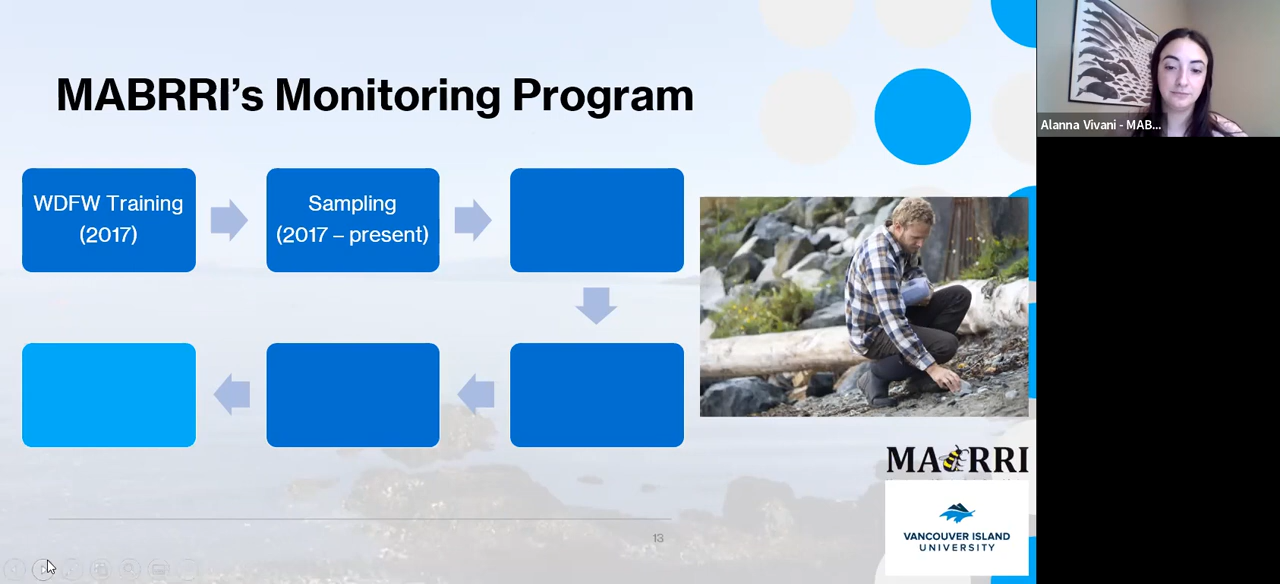 MABRRI's Monitoring Program
WDFW Training
(2017)
Sampling
(2017 – present)
Alanna Vivani - MAB...
MABRRI
VANCOUVER ISLAND
UNIVERSITY
13